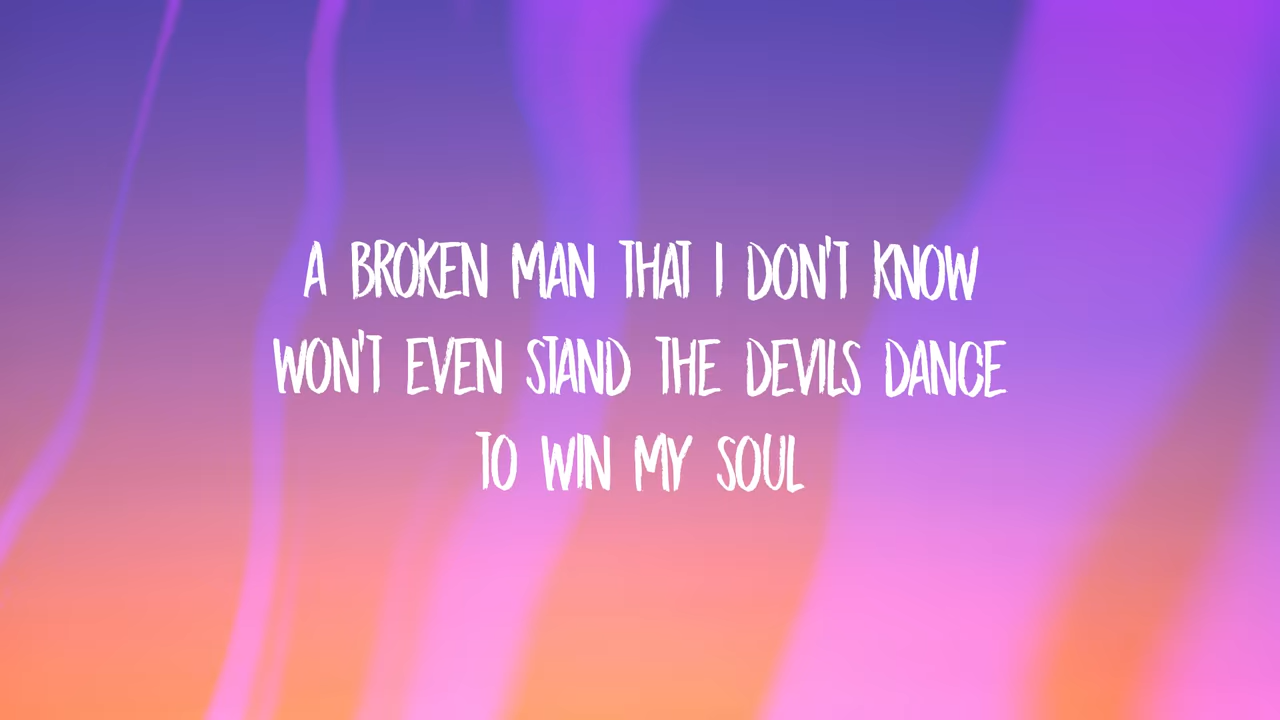 A BROKEN MAN THAT I DON'T KNOW
WON'T EVEN STAND THE DEVILS DANCE
TO WIN MY SOUL